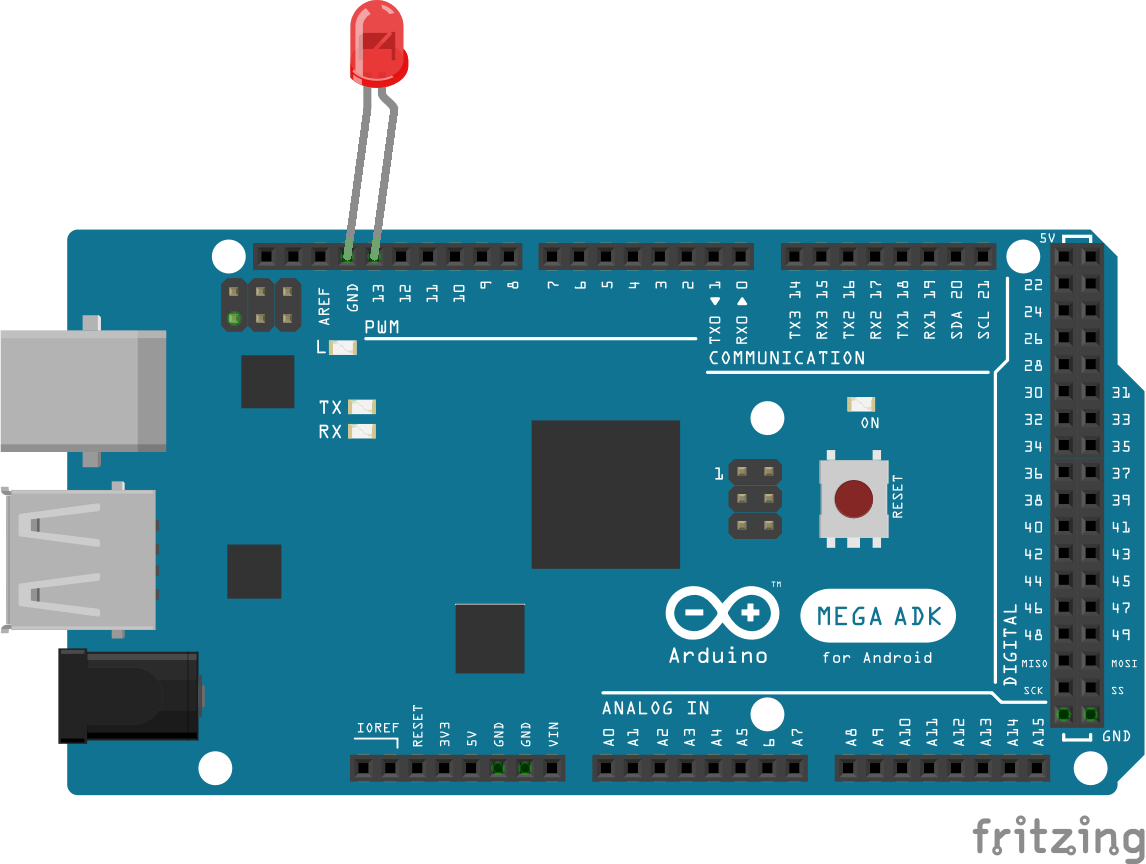 5V
AREF
GND
13
12
11
10
9
8
7
6
5
4
3
2
TX0 ◀ 1
RX0 ▶ 0
TX3 14
RX3 15
TX2 16
RX2 17
TX1 18
RX1 19
SDA 20
SCL 21
PWM
COMMUNICATION
L
TX
RX
ON
RESET
1
22
24
26
28
30 31
32 33
34 35
36 37
38 39
40 41
42 43
44 45
46 47
48 49
MISO MOSI
SCK SS
GND
DIGITAL
TM
Arduino
MEGA ADK
for Android
ANALOG IN
IOREF
RESET
3V3
5V
GND
GND
VIN
A0
A1
A2
A3
A4
A5
6
A7
A8
A9
A10
A11
A12
A13
A14
A15
fritzing